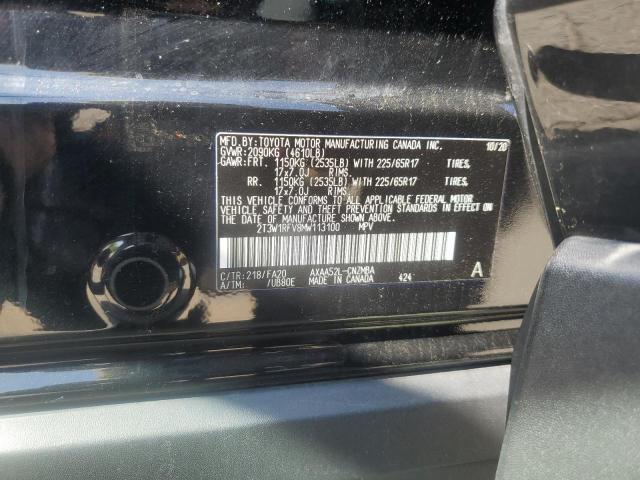 MFD.BY:TOYOTA MOTOR MANUFACTURING CANADA INC. 10/20
GVWR:2090KG (4610LB)
GAWR:FRT. 1150KG (2535LB) WITH 225/65R17 TIRES,
17x7.0J RIMS,
RR. 1150KG (2535LB) WITH 225/65R17 TIRES,
17x7.0J RIMS,
THIS VEHICLE CONFORMS TO ALL APPLICABLE FEDERAL MOTOR
VEHICLE SAFETY AND THEFT PREVENTION STANDARDS IN EFFECT ON
THE DATE OF MANUFACTURE SHOWN ABOVE.
2T3W1RFV8MW113100 MPV
C/TR:218/FA20 AXAA52L-CNZMBA A
A/TM: /UB80E MADE IN CANADA 424